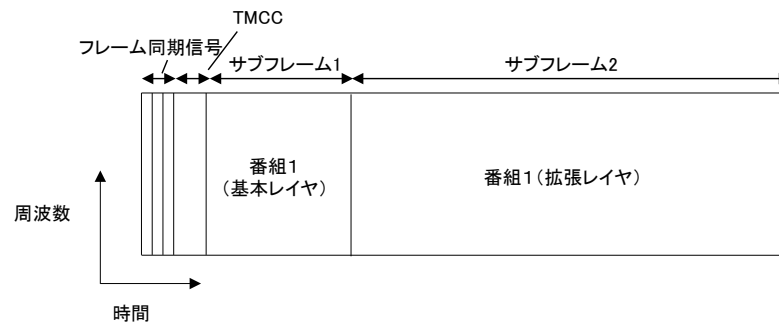 TMCC
フレーム同期信号
サブフレーム1
サブフレーム2
番組1
(基本レイヤ)
番組1(拡張レイヤ)
周波数
時間